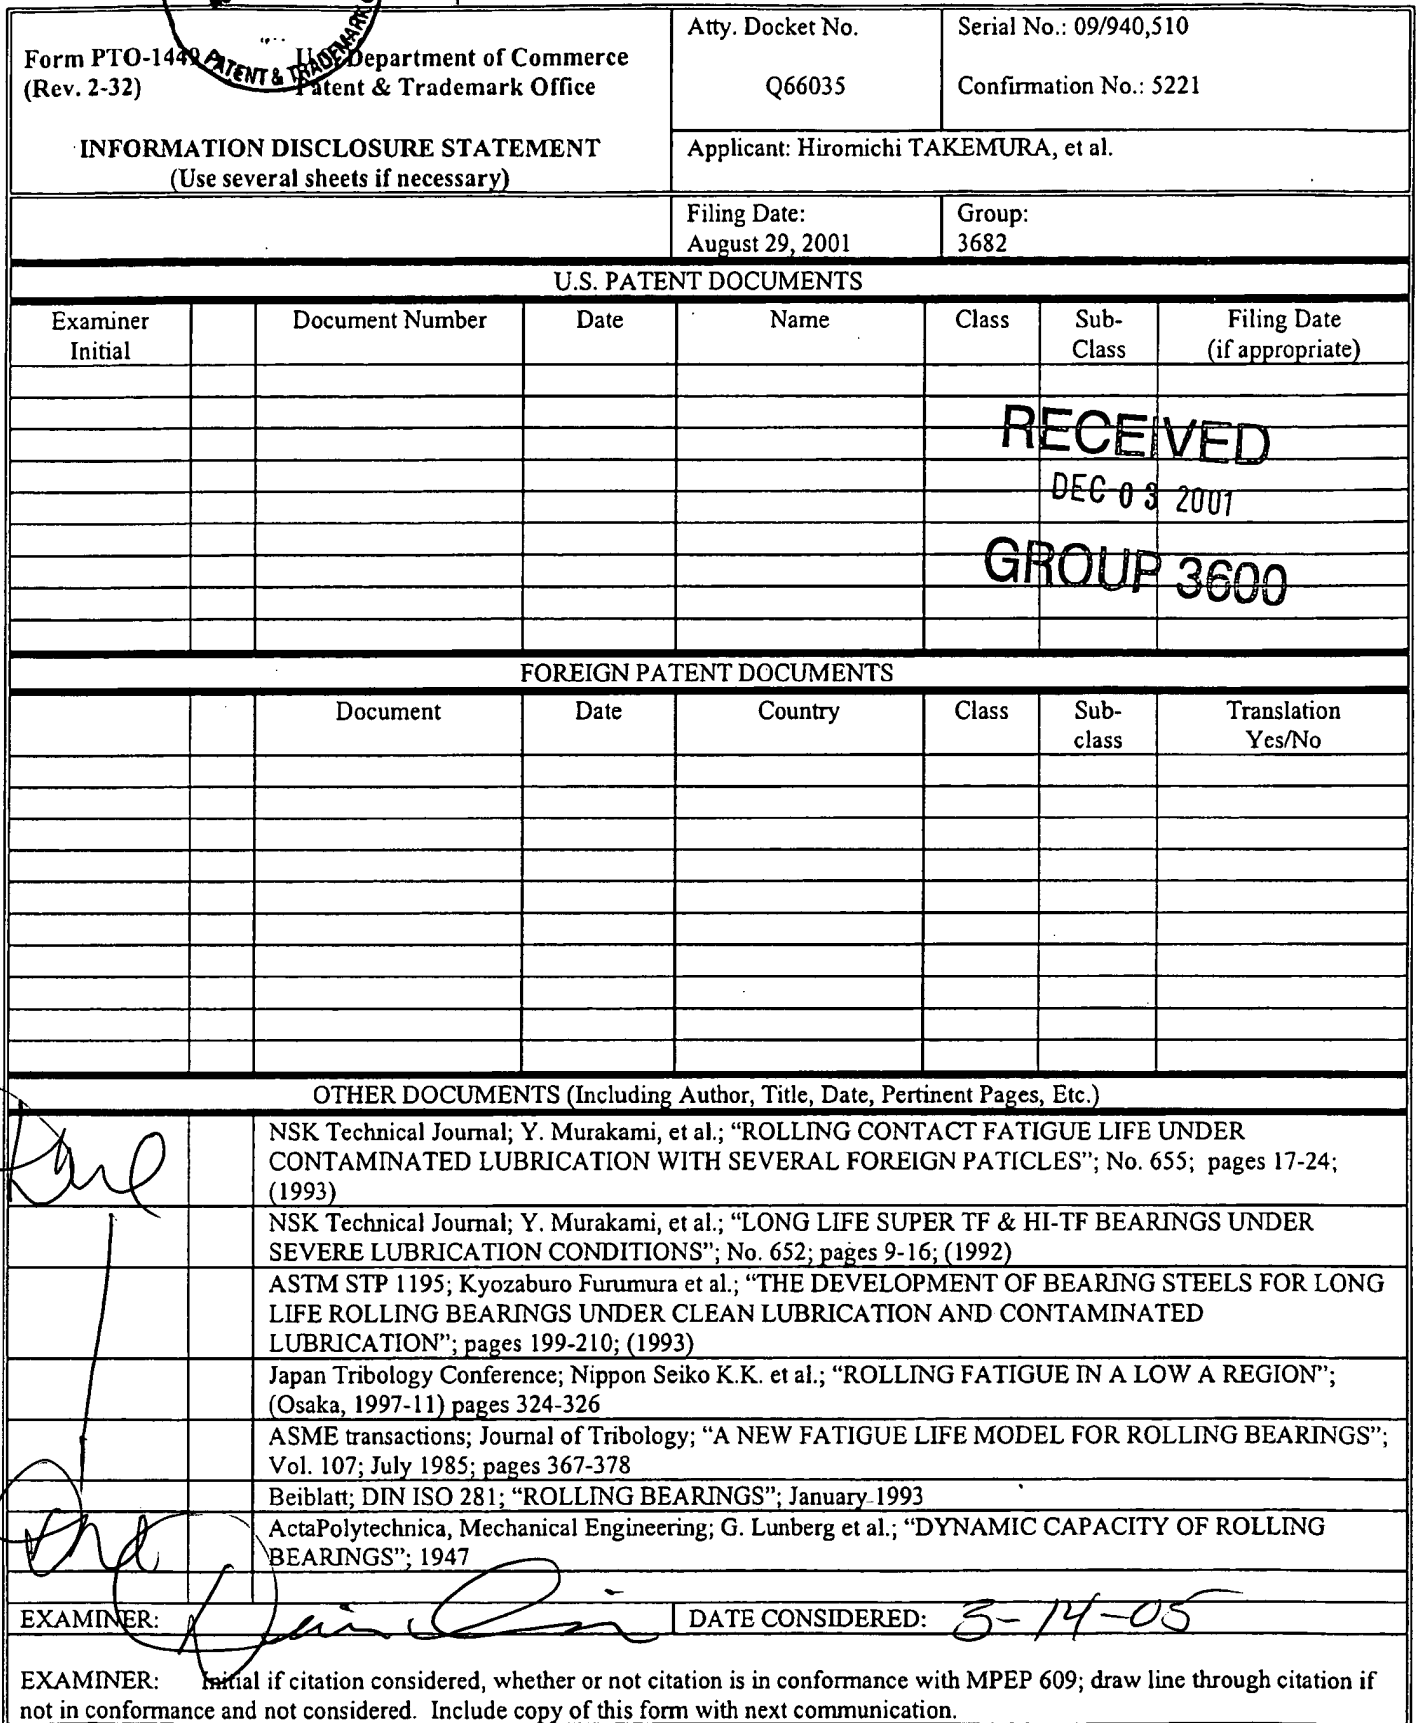 PATENT & TRADEMARK
Form PTO-1449 U.S. Department of Commerce
(Rev. 2-32) Patent & Trademark Office
INFORMATION DISCLOSURE STATEMENT
(Use several sheets if necessary)
Atty. Docket No.
Q66035
Serial No.: 09/940,510
Confirmation No.: 5221
Applicant: Hiromichi TAKEMURA, et al.
Filing Date:
August 29, 2001
Group:
3682
U.S. PATENT DOCUMENTS
Examiner
Initial
Document Number
Date
Name
Class
Sub-
Class
Filing Date
(if appropriate)
RECEIVED
DEC 03 2001
GROUP 3600
FOREIGN PATENT DOCUMENTS
Document
Date
Country
Class
Sub-
class
Translation
Yes/No
OTHER DOCUMENTS (Including Author, Title, Date, Pertinent Pages, Etc.)
NSK Technical Journal; Y. Murakami, et al.; “ROLLING CONTACT FATIGUE LIFE UNDER
CONTAMINATED LUBRICATION WITH SEVERAL FOREIGN PATICLES”; No. 655; pages 17-24;
(1993)
NSK Technical Journal; Y. Murakami, et al.; “LONG LIFE SUPER TF & HI-TF BEARINGS UNDER
SEVERE LUBRICATION CONDITIONS”; No. 652; pages 9-16; (1992)
ASTM STP 1195; Kyozaburo Furumura et al.; “THE DEVELOPMENT OF BEARING STEELS FOR LONG
LIFE ROLLING BEARINGS UNDER CLEAN LUBRICATION AND CONTAMINATED
LUBRICATION”; pages 199-210; (1993)
Japan Tribology Conference; Nippon Seiko K.K. et al.; “ROLLING FATIGUE IN A LOW A REGION”;
(Osaka, 1997-11) pages 324-326
ASME transactions; Journal of Tribology; “A NEW FATIGUE LIFE MODEL FOR ROLLING BEARINGS”;
Vol. 107; July 1985; pages 367-378
Beiblatt; DIN ISO 281; “ROLLING BEARINGS”; January 1993
ActaPolytechnica, Mechanical Engineering; G. Lunberg et al.; “DYNAMIC CAPACITY OF ROLLING
BEARINGS”; 1947
EXAMINER:
DATE CONSIDERED: 3-14-05
EXAMINER: Initial if citation considered, whether or not citation is in conformance with MPEP 609; draw line through citation if
not in conformance and not considered. Include copy of this form with next communication.